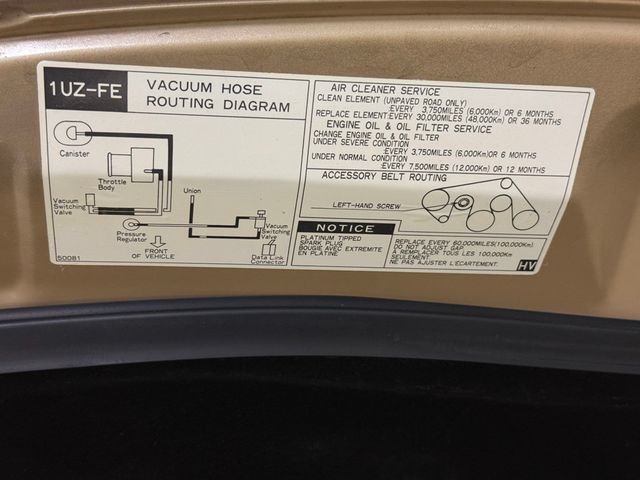 1UZ-FE
VACUUM HOSE
ROUTING DIAGRAM
Canister
Throttle
Body
Vacuum
Switching
Valve
Union
Pressure
Regulator
Vacuum
Switching
Valve
FRONT
OF VEHICLE
Data Link
Connector
50081
AIR CLEANER SERVICE
CLEAN ELEMENT (UNPAVED ROAD ONLY)
:EVERY 3,750MILES (6,000Km) OR 6 MONTHS
REPLACE ELEMENT:EVERY 30,000MILES (48,000Km) OR 36 MONTHS
ENGINE OIL & OIL FILTER SERVICE
CHANGE ENGINE OIL & OIL FILTER
UNDER SEVERE CONDITION
:EVERY 3,750MILES (6,000Km)OR 6 MONTHS
UNDER NORMAL CONDITION
:EVERY 7,500MILES (12,000Km) OR 12 MONTHS
ACCESSORY BELT ROUTING
LEFT-HAND SCREW
NOTICE
PLATINUM TIPPED
SPARK PLUG
BOUGIE AVEC EXTREMITE
EN PLATINE.
REPLACE EVERY 60,000MILES(100,000Km)
DO NOT ADJUST GAP.
A REMPLACER TOUS LES 100,000Km
SEULEMENT.
NE PAS AJUSTER L'ECARTEMENT.
HV